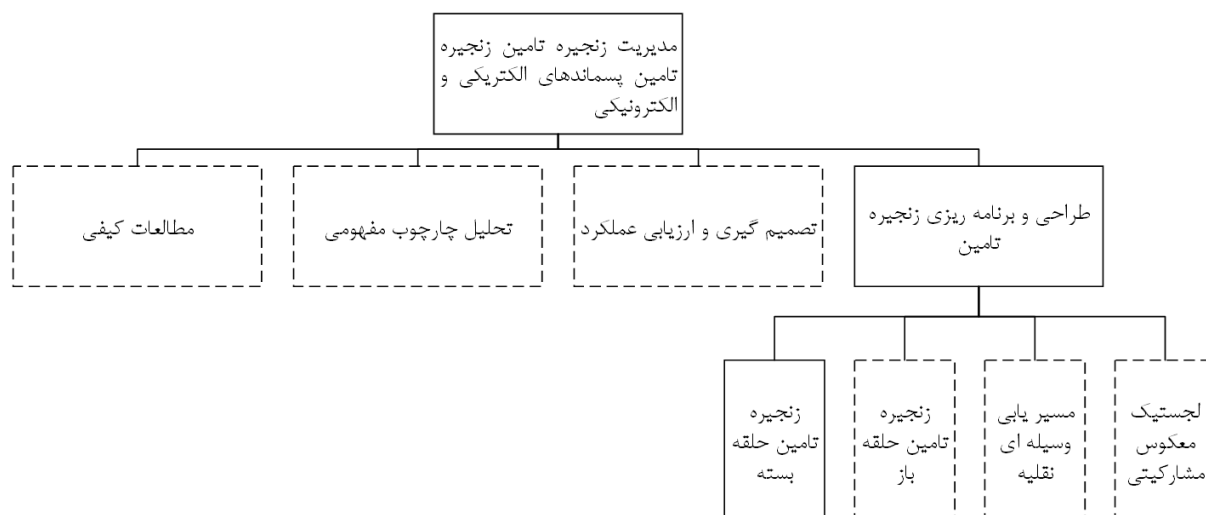 مدیریت زنجیره تامین زنجیره
تامین پسماندهای الکتریکی و
الکترونیکی
طراحی و برنامه ریزی زنجیره
تامین
تصمیم گیری و ارزیابی عملکرد
تحلیل چارچوب مفهومی
مطالعات کیفی
لجستیک
معکوس
مشارکیتی
مسیر یابی
وسیله ای
نقلیه
زنجیره
تامین حلقه
باز
زنجیره
تامین حلقه
بسته